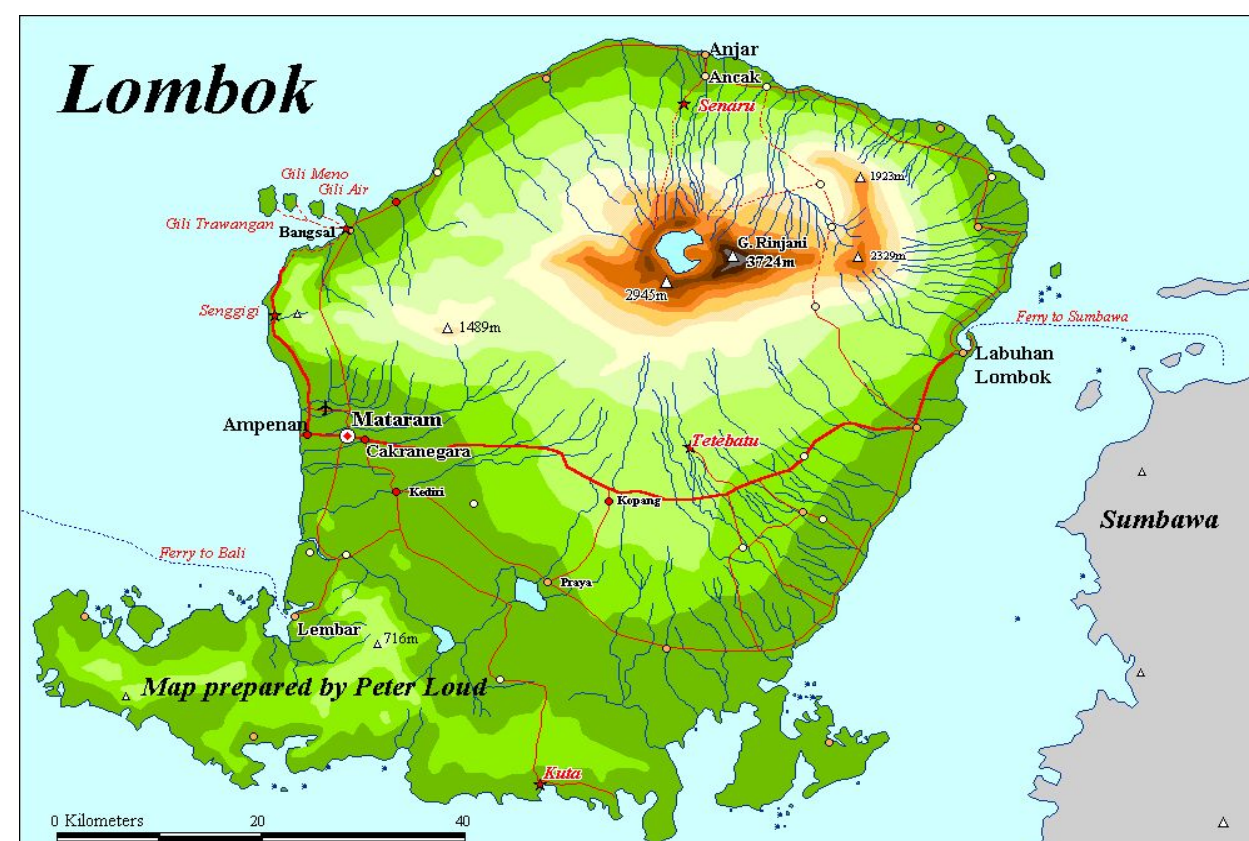 Lombok
Anjar
Ancak
Senaru
Gili Meno
Gili Air
Gili Trawangan
Bangsal
1923m
G. Rinjani
3724m
2329m
2945m
Senggigi
1489m
Ferry to Sumbawa
Labuhan
Lombok
Ampenan
Mataram
Cakranegara
Tetebatu
Kediri
Kopang
Sumbawa
Ferry to Bali
Praya
Lembar
716m
Map prepared by Peter Loud
Kuta
0 Kilometers 20 40